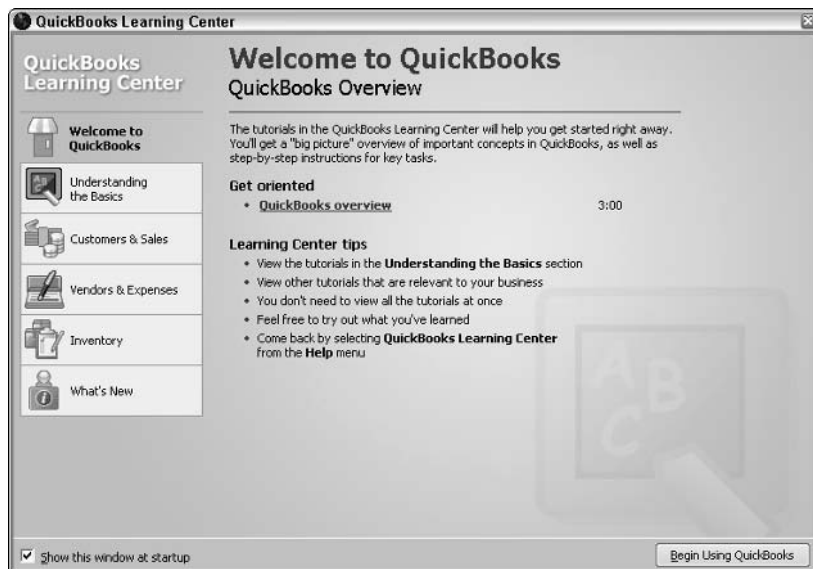 QuickBooks Learning Center
QuickBooks
Learning Center
Welcome to
QuickBooks
Understanding
the Basics
Customers & Sales
Vendors & Expenses
Inventory
What's New
Welcome to QuickBooks
QuickBooks Overview
The tutorials in the QuickBooks Learning Center will help you get started right away.
You'll get a "big picture" overview of important concepts in QuickBooks, as well as
step-by-step instructions for key tasks.
Get oriented
• QuickBooks overview 3:00
Learning Center tips
• View the tutorials in the Understanding the Basics section
• View other tutorials that are relevant to your business
• You don't need to view all the tutorials at once
• Feel free to try out what you've learned
• Come back by selecting QuickBooks Learning Center
from the Help menu
ABC
Show this window at startup
Begin Using QuickBooks